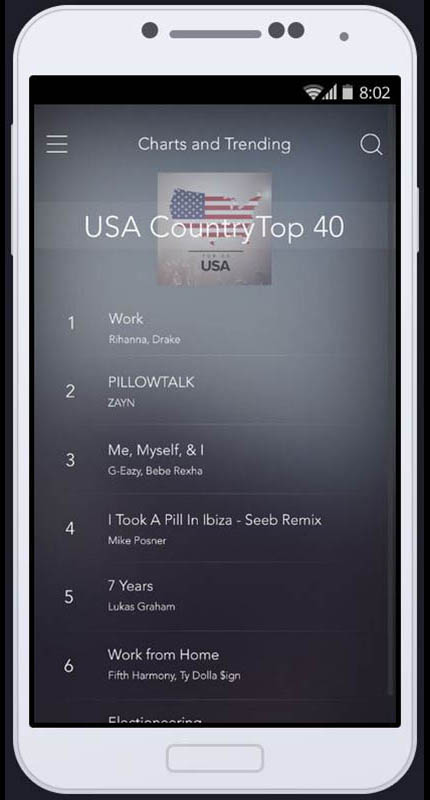 8:02
Charts and Trending
USA CountryTop 40
USA
1
Work
Rihanna, Drake
2
PILLOWTALK
ZAYN
3
Me, Myself, & I
G-Eazy, Bebe Rexha
4
I Took A Pill In Ibiza - Seeb Remix
Mike Posner
5
7 Years
Lukas Graham
6
Work from Home
Fifth Harmony, Ty Dolla $ign
Electioneering